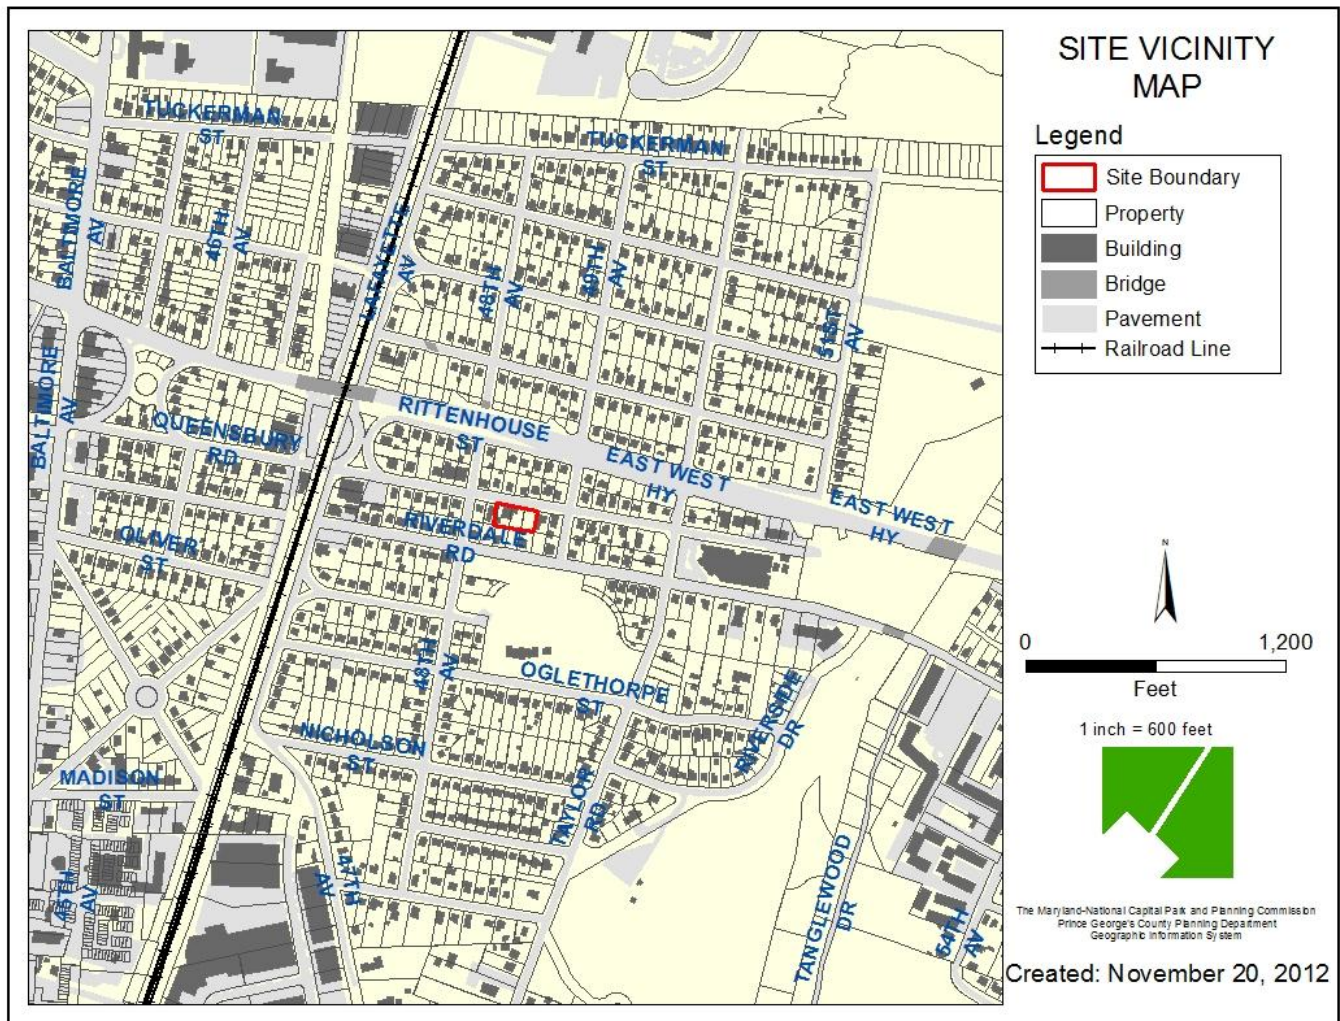 SITE VICINITY
MAP
Legend
Site Boundary
Property
Building
Bridge
Pavement
Railroad Line
N
0 1,200
Feet
1 inch = 600 feet
The Maryland-National Capital Park and Planning Commission
Prince George's County Planning Department
Geographic Information System
Created: November 20, 2012
TUCKERMAN
ST
TUCKERMAN
ST
BALTIMORE
AV
46TH
AV
LAFAYETTE
AV
48TH
AV
49TH
AV
51ST
AV
BALTIMORE
AV
QUEENSBURY
RD
RITTENHOUSE
ST
EAST WEST
HY
EAST WEST
HY
OLIVER
ST
RIVERDALE
RD
48TH
AV
OGLETHORPE
ST
RIVERSIDE
DR
NICHOLSON
ST
MADISON
ST
TAYLOR
RD
45TH
AV
47TH
AV
TANGLEWOOD
DR
54TH
AV